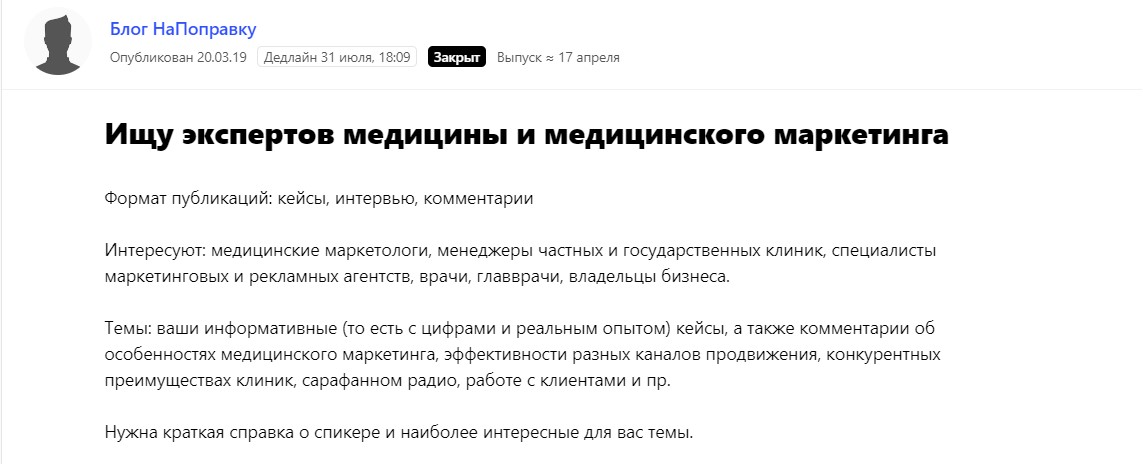 Блог НаПоправку
Опубликован 20.03.19 Дедлайн 31 июля, 18:09 Закрыт Выпуск ≈ 17 апреля
Ищу экспертов медицины и медицинского маркетинга
Формат публикаций: кейсы, интервью, комментарии
Интересуют: медицинские маркетологи, менеджеры частных и государственных клиник, специалисты
маркетинговых и рекламных агентств, врачи, главврачи, владельцы бизнеса.
Темы: ваши информативные (то есть с цифрами и реальным опытом) кейсы, а также комментарии об
особенностях медицинского маркетинга, эффективности разных каналов продвижения, конкурентных
преимуществах клиник, сарафанном радио, работе с клиентами и пр.
Нужна краткая справка о спикере и наиболее интересные для вас темы.